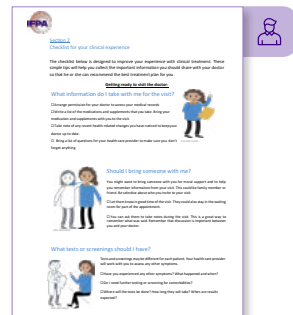 IFPA
Section 2
Checklist for your clinical experience
The checklist below is designed to improve your experience with clinical treatment. These
simple tips will help you collect the important information you should share with your doctor
so that he or she can recommend the best treatment plan for you.
Getting ready to visit the doctor:
What information do I take with me for the visit?
☐Arrange permission for your doctor to access your medical records
☐Write a list of the medications and supplements that you take. Bring your
medication and supplements with you to the visit
☐Take note of any recent health-related changes you have noticed to keep your
doctor up to date.
☐ Bring a list of questions for your health care provider to make sure you don't
forget anything
Should I bring someone with me?
You might want to bring someone with you for moral support and to help
you remember information from your visit. This could be family member or
friend. Be selective about who you invite to your visit.
☐Let them know in good time of the visit. They could also stay in the waiting
room for part of the appointment.
☐You can ask them to take notes during the visit. This is a great way to
remember what was said. Remember that discussion is important between
you and your doctor.
What tests or screenings should I have?
Tests and screenings may be different for each patient. Your health care provider
will work with you to assess any other symptoms.
☐Have you experienced any other symptoms? What happened and when?
☐Do I need further testing or screening for comorbidities?
☐Where will the tests be done? How long they will take? When are results
expected?